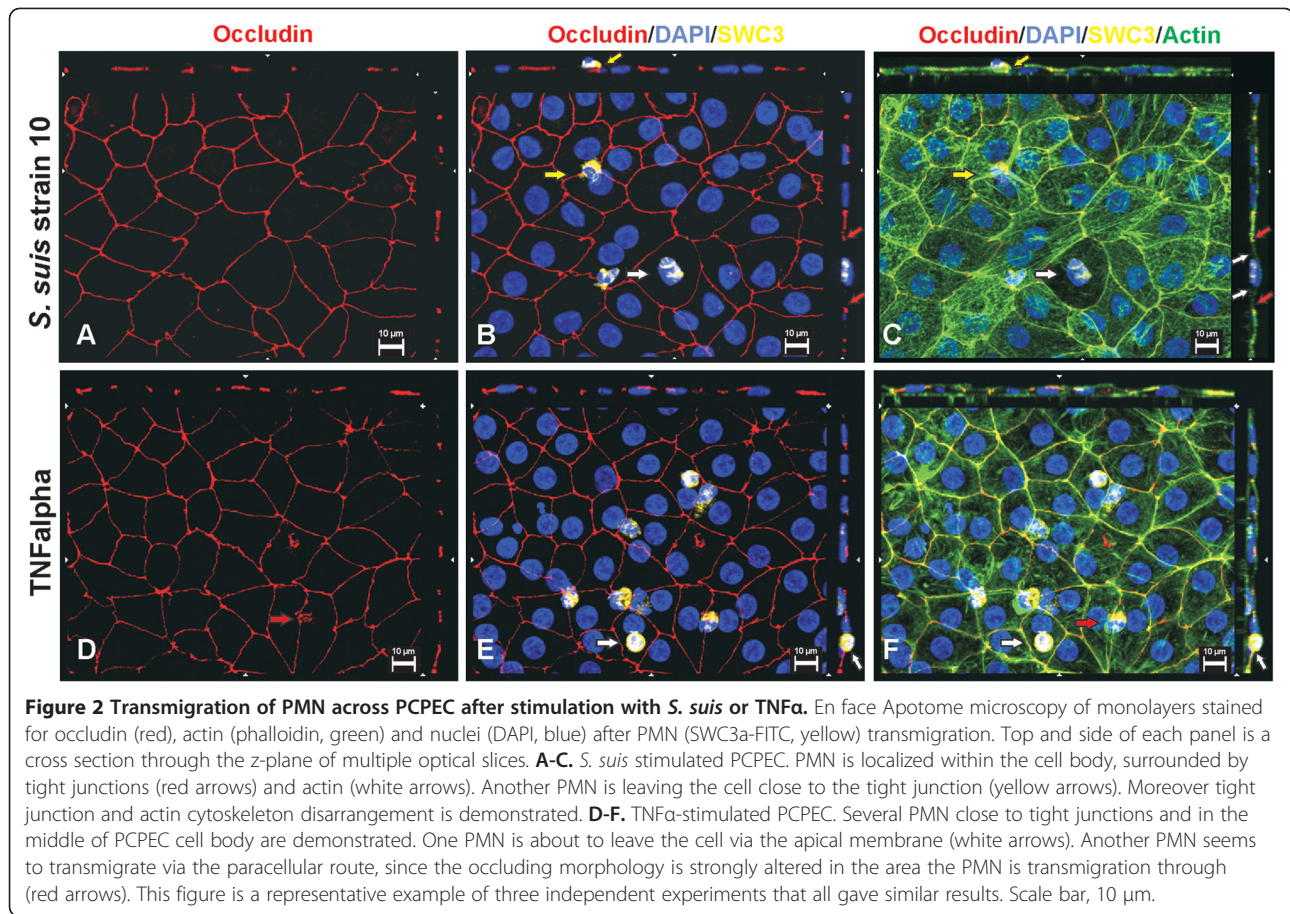 Occludin
Occludin/DAPI/SWC3
Occludin/DAPI/SWC3/Actin
S. suis strain 10
A
10 µm
B
10 µm
C
10 µm
TNFalpha
D
10 µm
E
10 µm
F
10 µm
Figure 2 Transmigration of PMN across PCPEC after stimulation with S. suis or TNFα. En face Apotome microscopy of monolayers stained
for occludin (red), actin (phalloidin, green) and nuclei (DAPI, blue) after PMN (SWC3a-FITC, yellow) transmigration. Top and side of each panel is a
cross section through the z-plane of multiple optical slices. A-C. S. suis stimulated PCPEC. PMN is localized within the cell body, surrounded by
tight junctions (red arrows) and actin (white arrows). Another PMN is leaving the cell close to the tight junction (yellow arrows). Moreover tight
junction and actin cytoskeleton disarrangement is demonstrated. D-F. TNFα-stimulated PCPEC. Several PMN close to tight junctions and in the
middle of PCPEC cell body are demonstrated. One PMN is about to leave the cell via the apical membrane (white arrows). Another PMN seems
to transmigrate via the paracellular route, since the occluding morphology is strongly altered in the area the PMN is transmigration through
(red arrows). This figure is a representative example of three independent experiments that all gave similar results. Scale bar, 10 μm.